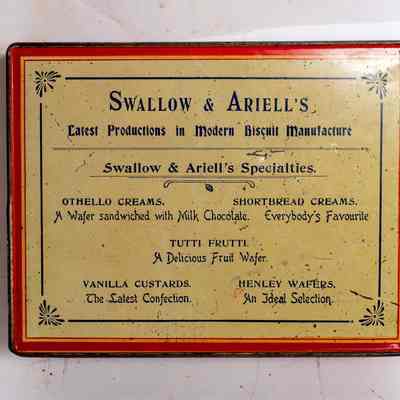 SWALLOW & ARIELL'S
Latest Productions in Modern Biscuit Manufacture
Swallow & Ariell's Specialties.
OTHELLO CREAMS. SHORTBREAD CREAMS.
A Wafer sandwiched with Milk Chocolate. Everybody's Favourite
TUTTI FRUTTI.
A Delicious Fruit Wafer.
VANILLA CUSTARDS. HENLEY WAFERS.
The Latest Confection. An Ideal Selection.